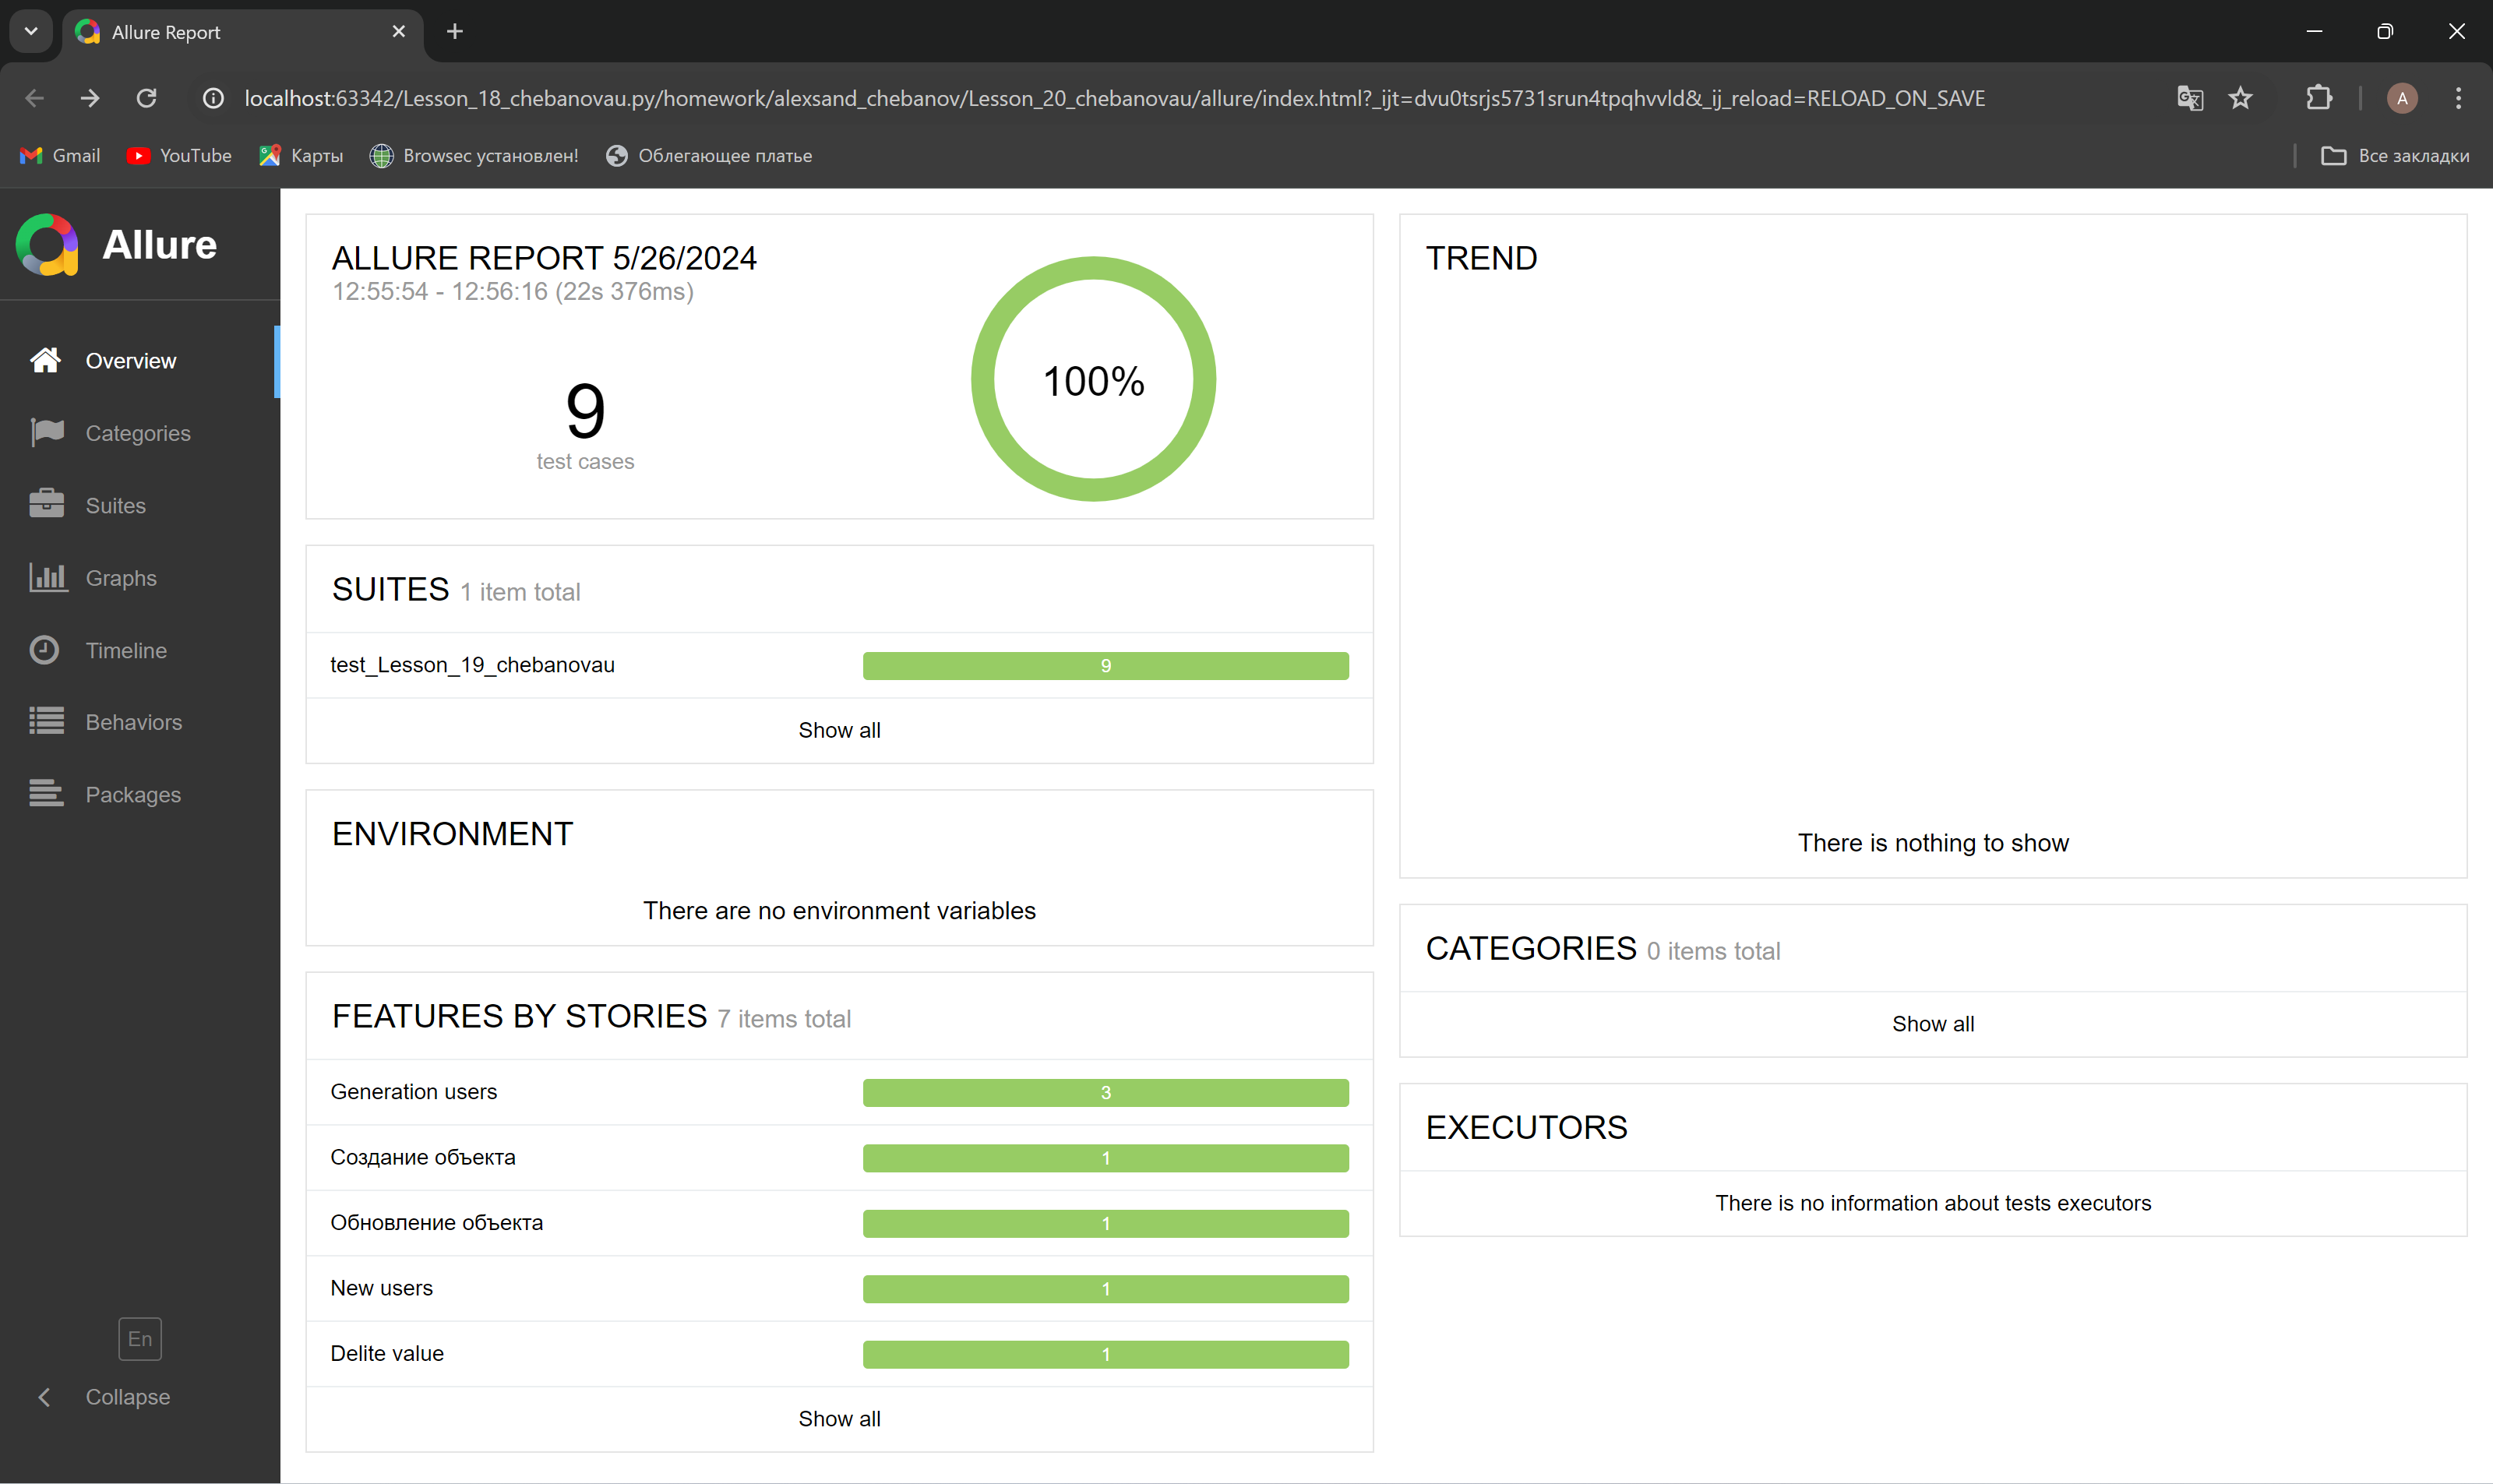 Allure Report
localhost:63342/Lesson_18_chebanovau.py/homework/alexsand_chebanov/Lesson_20_chebanovau/allure/index.html?_ijt=dvu0tsrjs5731srun4tpqhvvld&_ij_reload=RELOAD_ON_SAVE
A
Gmail
YouTube
Карты
Browsec установлен!
Облегающее платье
Все закладки
Allure
Overview
Categories
Suites
Graphs
Timeline
Behaviors
Packages
En
Collapse
ALLURE REPORT 5/26/2024
12:55:54 - 12:56:16 (22s 376ms)
9
test cases
100%
SUITES 1 item total
test_Lesson_19_chebanovau 9
Show all
ENVIRONMENT
There are no environment variables
FEATURES BY STORIES 7 items total
Generation users 3
Создание объекта 1
Обновление объекта 1
New users 1
Delite value 1
Show all
TREND
There is nothing to show
CATEGORIES 0 items total
Show all
EXECUTORS
There is no information about tests executors